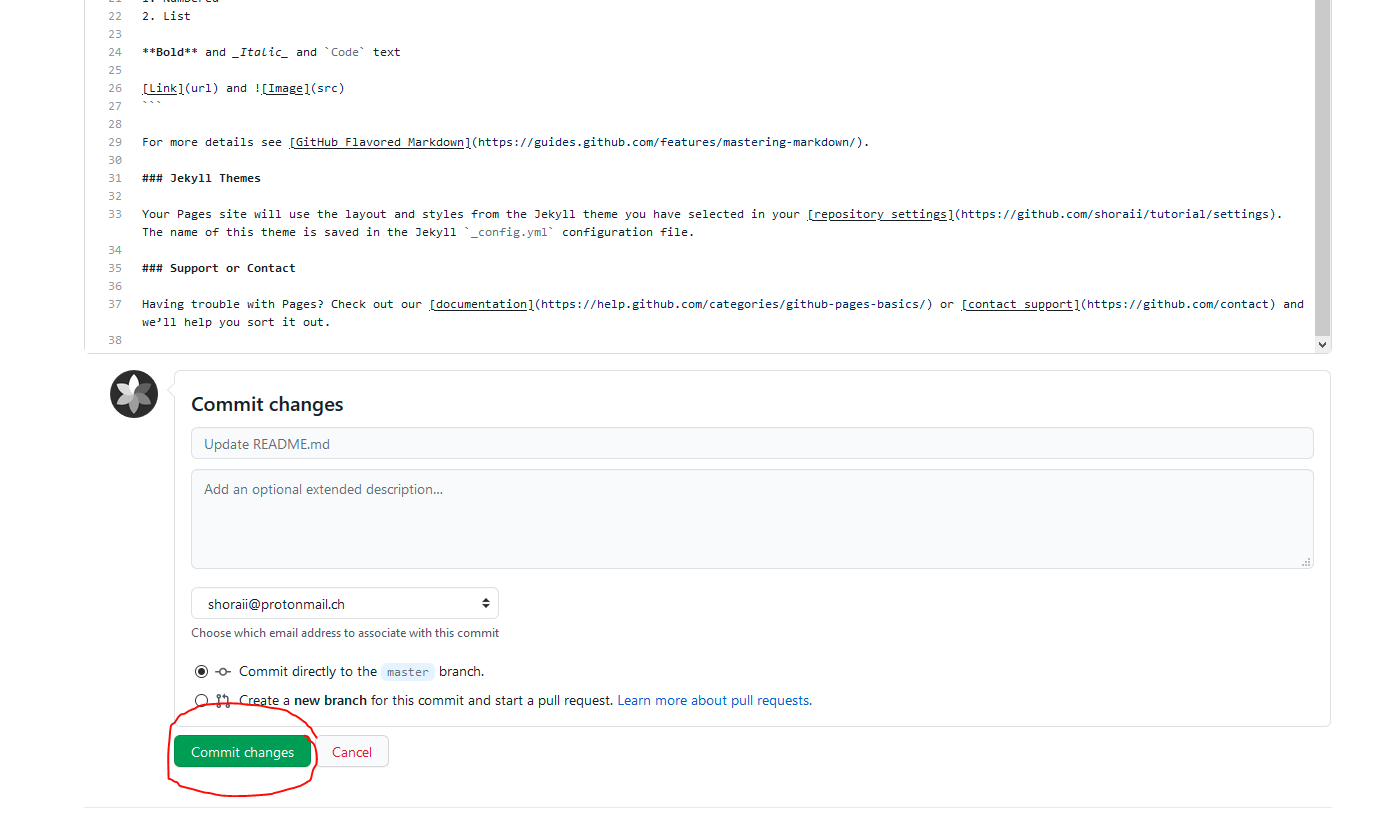 22 2. List
23
24 **Bold** and _Italic_ and `Code` text
25
26 [Link](url) and ![Image](src)
27 ```
28
29 For more details see [GitHub Flavored Markdown](https://guides.github.com/features/mastering-markdown/).
30
31 ### Jekyll Themes
32
33 Your Pages site will use the layout and styles from the Jekyll theme you have selected in your [repository settings](https://github.com/shoraii/tutorial/settings).
The name of this theme is saved in the Jekyll `_config.yml` configuration file.
34
35 ### Support or Contact
36
37 Having trouble with Pages? Check out our [documentation](https://help.github.com/categories/github-pages-basics/) or [contact support](https://github.com/contact) and
we’ll help you sort it out.
38
Commit changes
Update README.md
Add an optional extended description...
shoraii@protonmail.ch
Choose which email address to associate with this commit
Commit directly to the master branch.
Create a new branch for this commit and start a pull request. Learn more about pull requests.
Commit changes Cancel